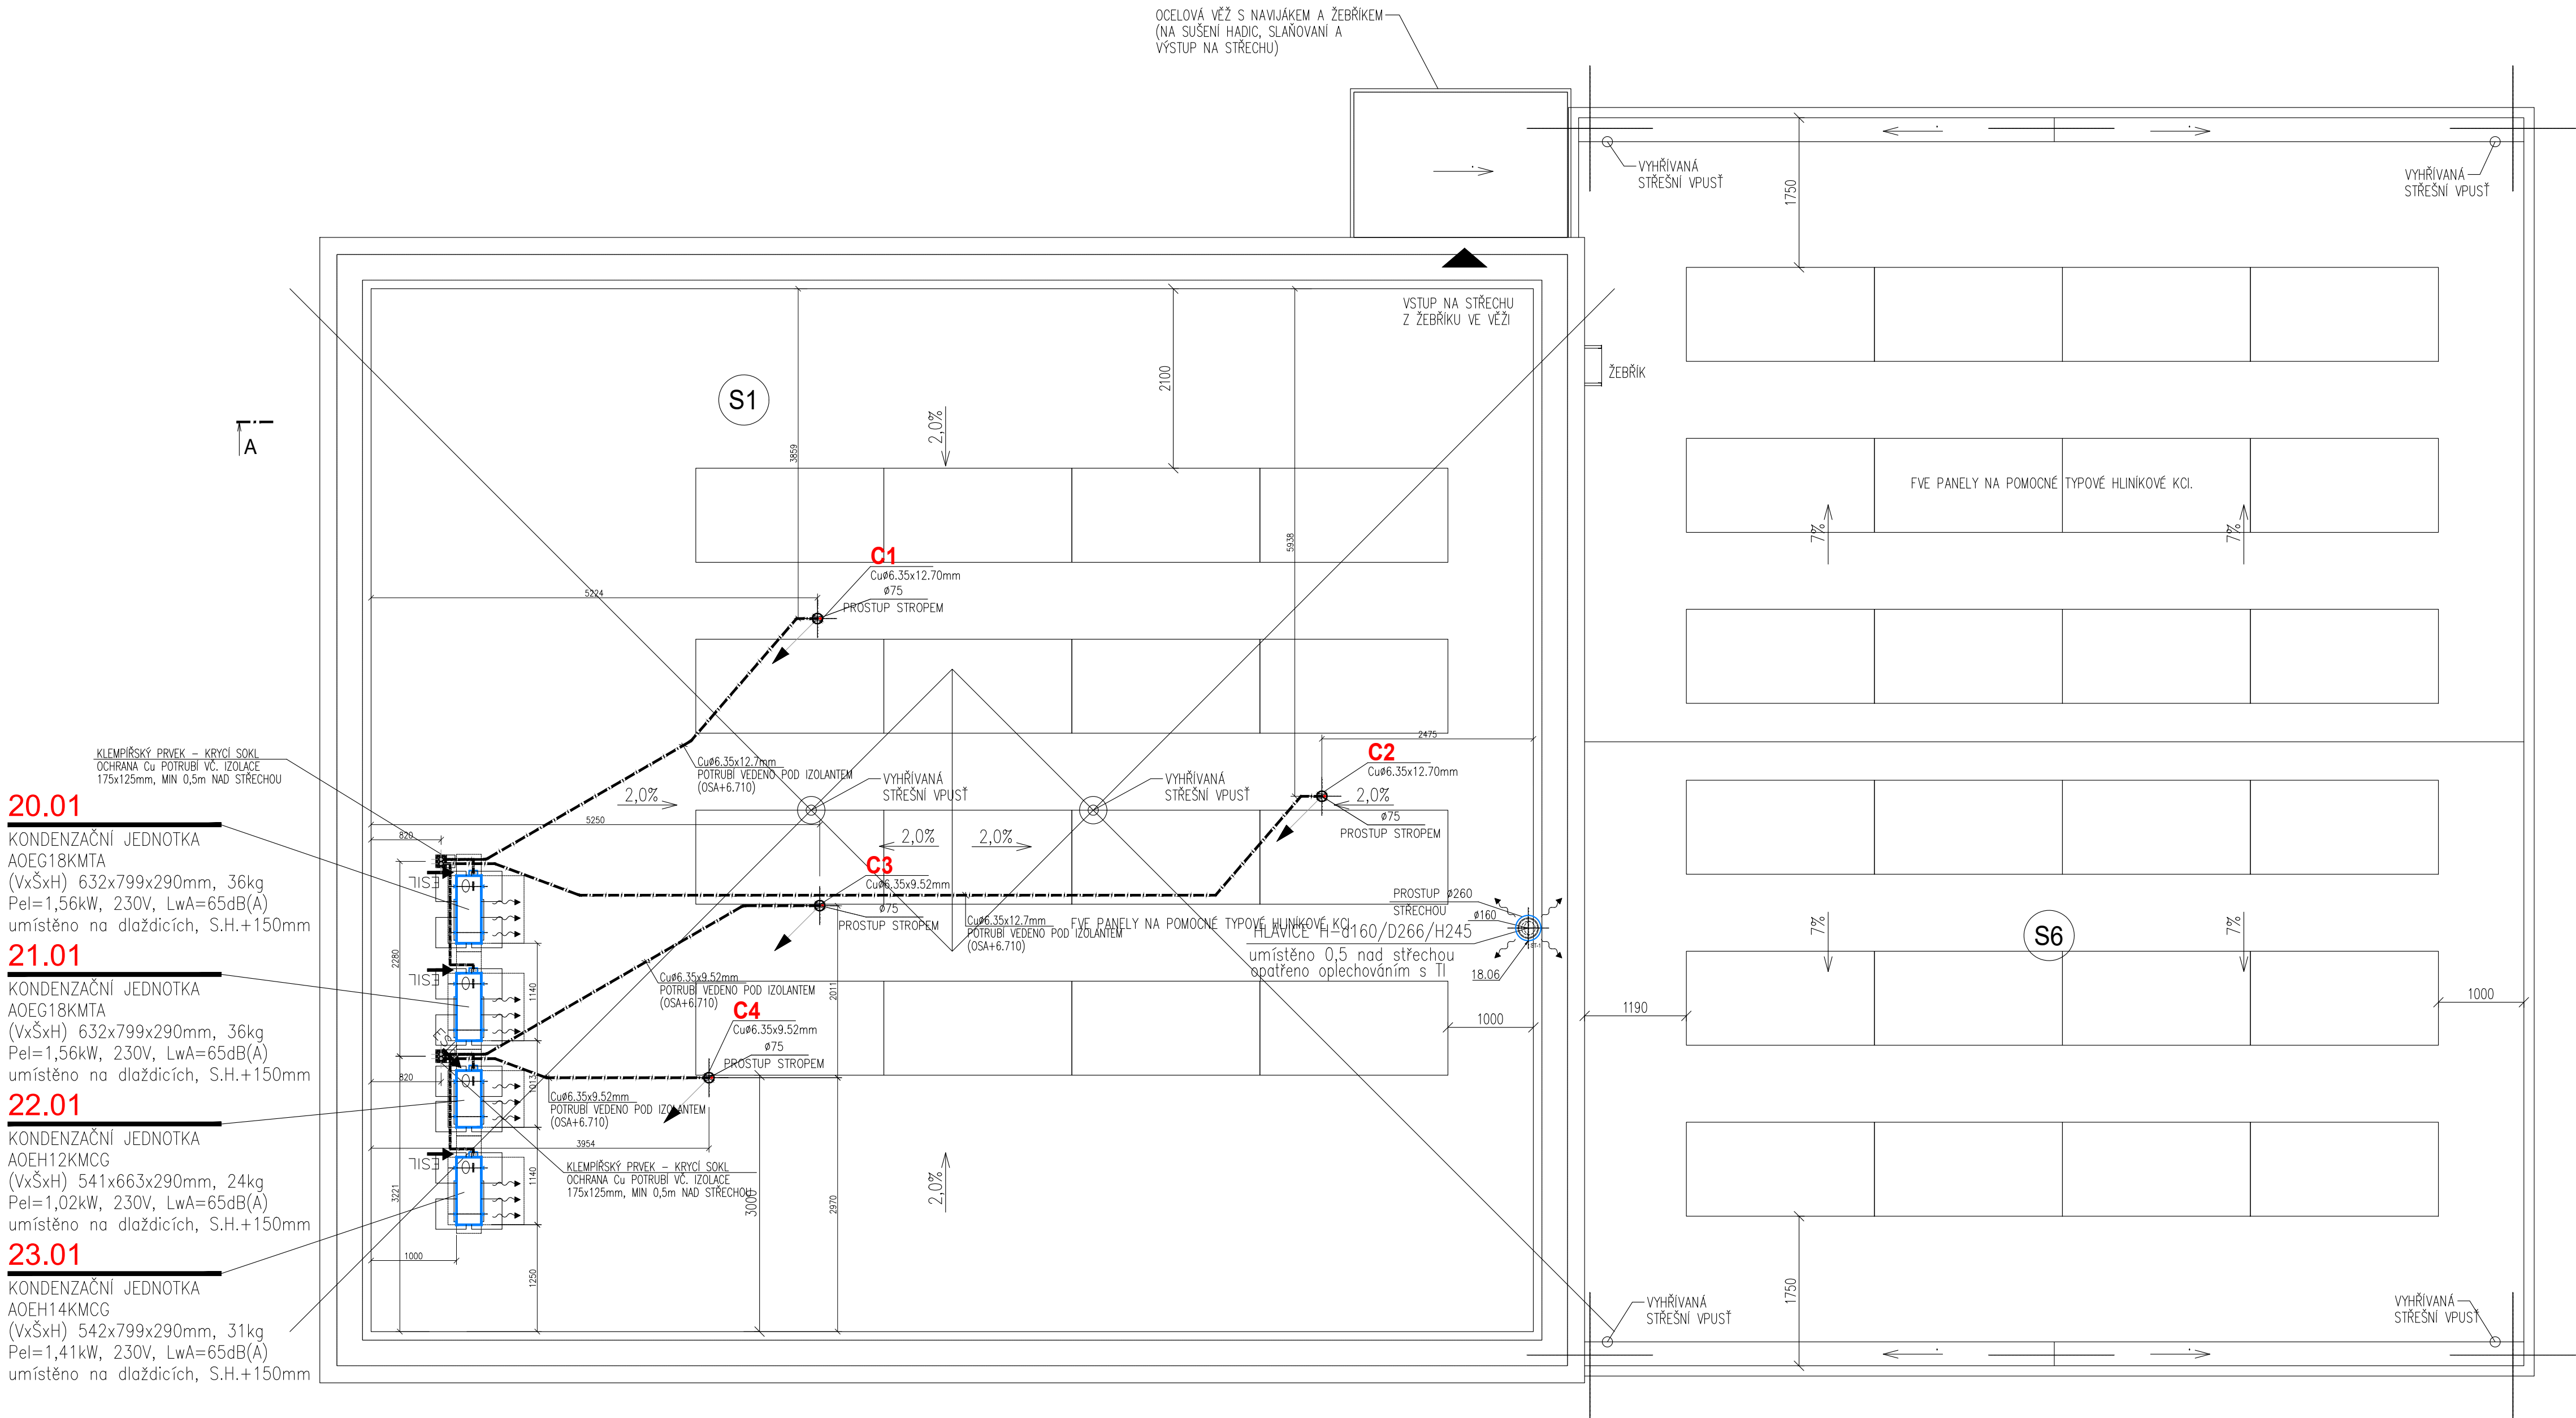 OCELOVÁ VĚŽ S NAVIJÁKEM A ŽEBŘÍKEM
(NA SUŠENÍ HADIC, SLAŇOVANÍ A
VÝSTUP NA STŘECHU)
VYHŘÍVANÁ
STŘEŠNÍ VPUSŤ
VYHŘÍVANÁ
STŘEŠNÍ VPUSŤ
1750
VSTUP NA STŘECHU
Z ŽEBŘÍKU VE VĚŽI
ŽEBŘÍK
S1
2100
A
2,0%
3859
5938
FVE PANELY NA POMOCNÉ TYPOVÉ HLINÍKOVÉ KCI.
7%
7%
C1
Cuø6.35x12.70mm
ø75
PROSTUP STROPEM
5224
2475
C2
Cuø6.35x12.70mm
2,0%
ø75
PROSTUP STROPEM
Cuø6.35x12.7mm
POTRUBÍ VEDENO POD IZOLANTEM
(OSA+6.710)
VYHŘÍVANÁ
STŘEŠNÍ VPUSŤ
VYHŘÍVANÁ
STŘEŠNÍ VPUSŤ
KLEMPÍŘSKÝ PRVEK – KRYCÍ SOKL
OCHRANA Cu POTRUBÍ VČ. IZOLACE
175x125mm, MIN 0,5m NAD STŘECHOU
2,0%
5250
820
2,0%
2,0%
20.01
KONDENZAČNÍ JEDNOTKA
AOEG18KMTA
(VxŠxH) 632x799x290mm, 36kg
Pel=1,56kW, 230V, LwA=65dB(A)
umístěno na dlaždicích, S.H.+150mm
21.01
KONDENZAČNÍ JEDNOTKA
AOEG18KMTA
(VxŠxH) 632x799x290mm, 36kg
Pel=1,56kW, 230V, LwA=65dB(A)
umístěno na dlaždicích, S.H.+150mm
22.01
KONDENZAČNÍ JEDNOTKA
AOEH12KMCG
(VxŠxH) 541x663x290mm, 24kg
Pel=1,02kW, 230V, LwA=65dB(A)
umístěno na dlaždicích, S.H.+150mm
23.01
KONDENZAČNÍ JEDNOTKA
AOEH14KMCG
(VxŠxH) 542x799x290mm, 31kg
Pel=1,41kW, 230V, LwA=65dB(A)
umístěno na dlaždicích, S.H.+150mm
C3
Cuø6.35x9.52mm
ø75
PROSTUP STROPEM
Cuø6.35x12.7mm
POTRUBÍ VEDENO POD IZOLANTEM
(OSA+6.710)
FVE PANELY NA POMOCNÉ TYPOVÉ HLINÍKOVÉ KCI.
PROSTUP ø260
STŘECHOU
ø160
HLAVICE H-d160/D266/H245
umístěno 0,5 nad střechou
opatřeno oplechováním s TI
18.06
ESIL
ESIL
ESIL
2280
1140
Cuø6.35x9.52mm
POTRUBÍ VEDENO POD IZOLANTEM
(OSA+6.710)
2011
C4
Cuø6.35x9.52mm
ø75
PROSTUP STROPEM
1000
1190
1000
S6
7%
7%
820
1013
Cuø6.35x9.52mm
POTRUBÍ VEDENO POD IZOLANTEM
(OSA+6.710)
3954
KLEMPÍŘSKÝ PRVEK – KRYCÍ SOKL
OCHRANA Cu POTRUBÍ VČ. IZOLACE
175x125mm, MIN 0,5m NAD STŘECHOU
3221
1140
3000
2970
2,0%
1000
1250
1750
VYHŘÍVANÁ
STŘEŠNÍ VPUSŤ
VYHŘÍVANÁ
STŘEŠNÍ VPUSŤ